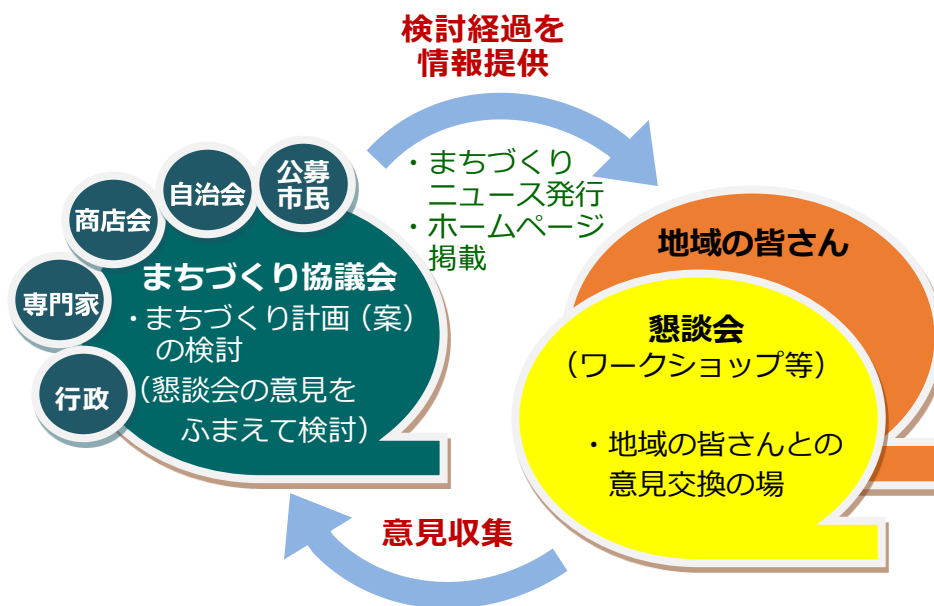 検討経過を
情報提供
・まちづくり
ニュース発行
・ホームページ
掲載
公募
市民
自治会
商店会
専門家
行政
まちづくり協議会
・まちづくり計画（案）
の検討
（懇談会の意見を
ふまえて検討）
地域の皆さん
懇談会
（ワークショップ等）
・地域の皆さんとの
意見交換の場
意見収集